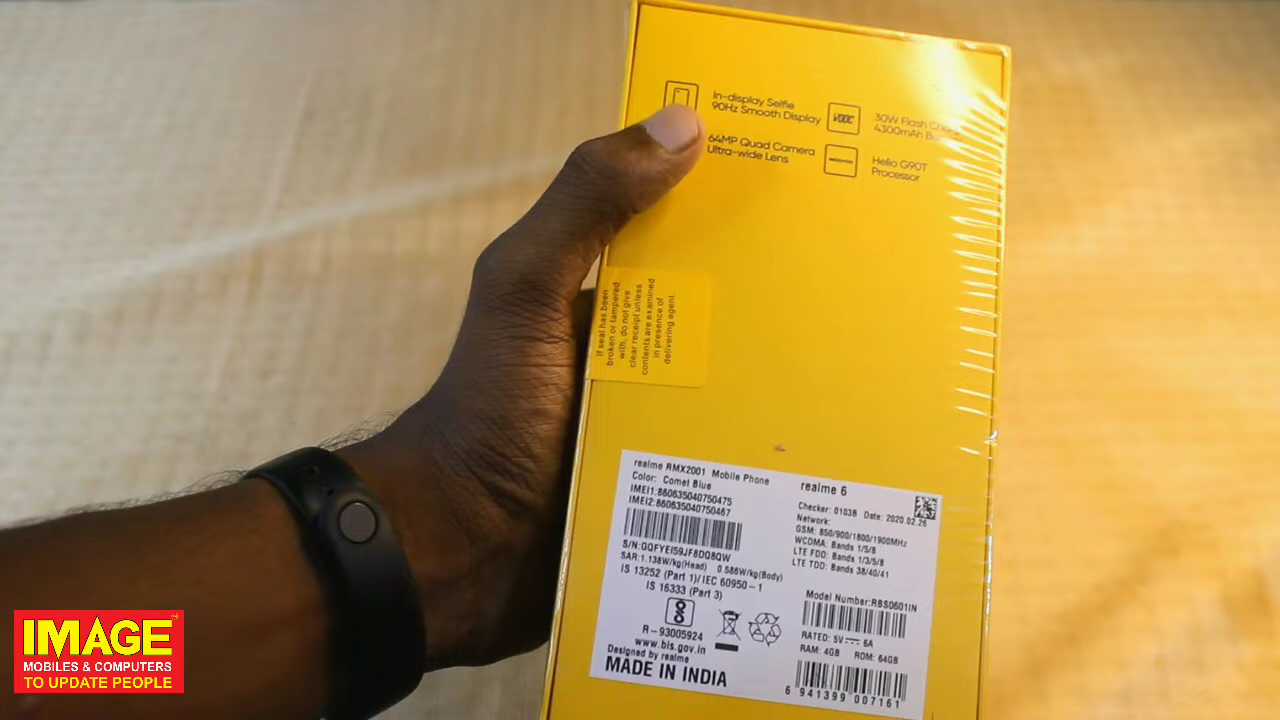 In-display Selfie
90Hz Smooth Display
VOOC
30W Flash
4300mAh
64MP Quad Camera
Ultra-wide Lens
Helio G90T
Processor
If seal has been
broken or tampered
with, do not give
clear receipt unless
contents are examined
in presence of
delivering agent.
realme RMX2001 Mobile Phone
Color: Comet Blue
IMEI1:860635040750475
IMEI2:860635040750467
S/N:GQFYEI59JF8DQ8QW
SAR:1.138W/kg(Head) 0.586W/kg(Body)
IS 13252 (Part 1)/ IEC 60950-1
IS 16333 (Part 3)
R-93005924
www.bis.gov.in
Designed by realme
MADE IN INDIA
realme 6
Checker: 0103B Date: 2020.02.26
Network:
GSM: 850/900/1800/1900MHz
WCDMA: Bands 1/5/8
LTE FDD: Bands 1/3/5/8
LTE TDD: Bands 38/40/41
Model Number:RBS0601IN
RATED: 5V⎓ 6A
RAM: 4GB ROM: 64GB
6 941399 007161
IMAGE
MOBILES & COMPUTERS
TO UPDATE PEOPLE